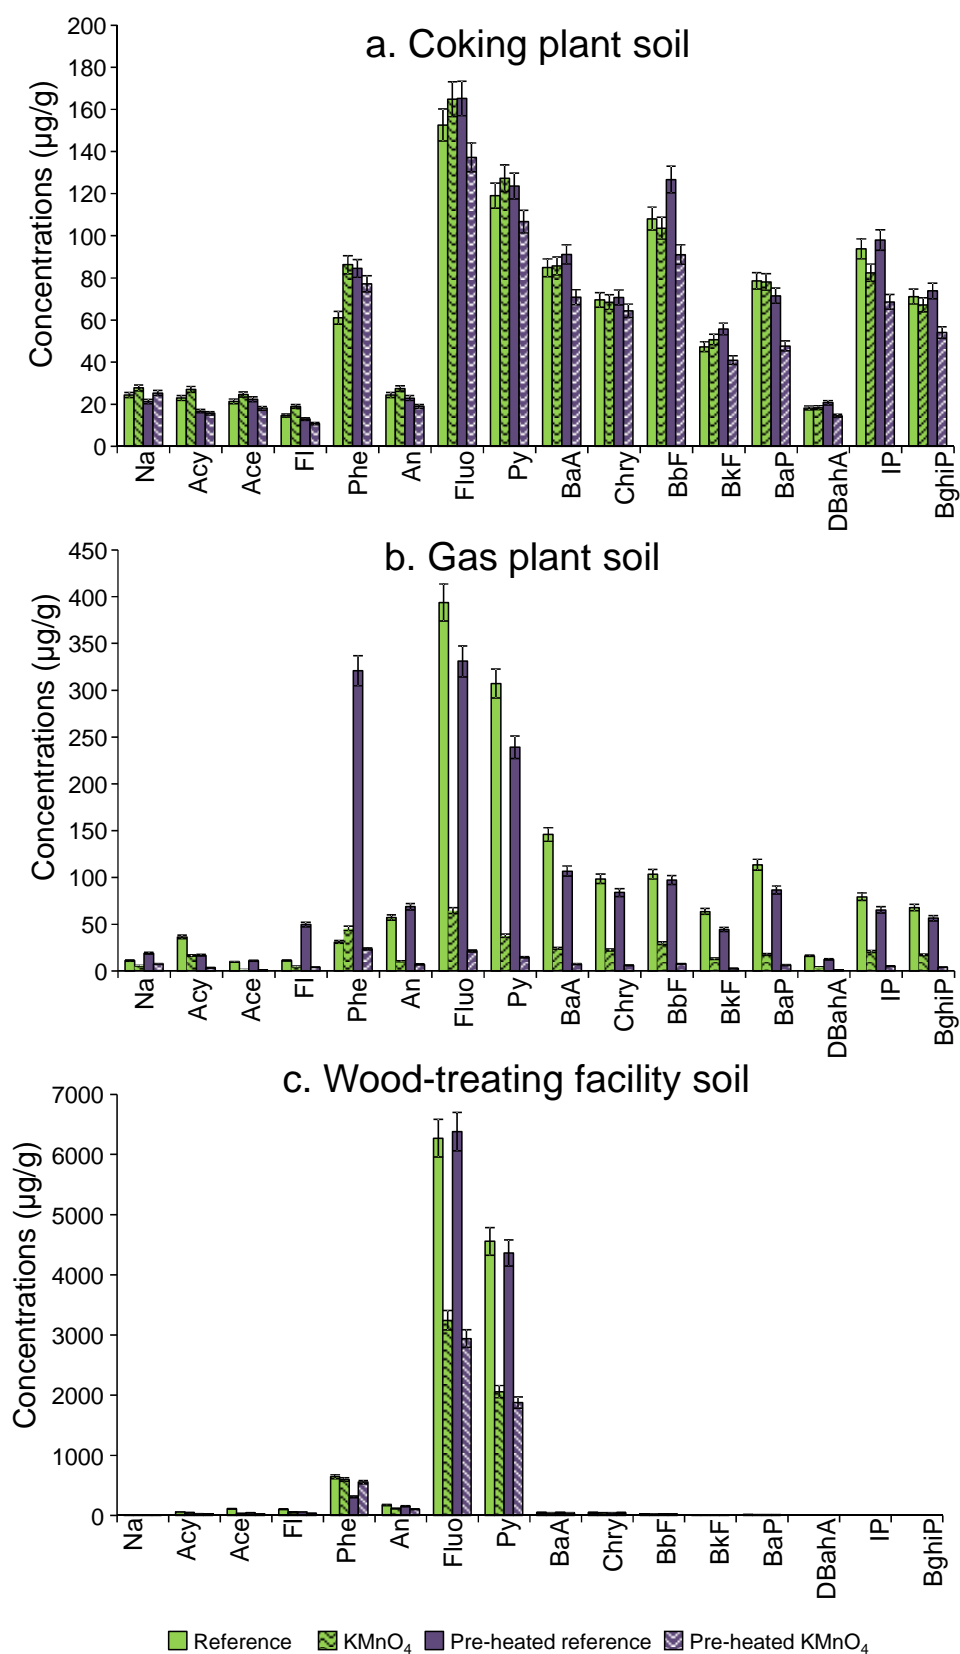 a. Coking plant soil
Concentrations (µg/g)
200
180
160
140
120
100
80
60
40
20
0
Na Acy Ace Fl Phe An Fluo Py BaA Chry BbF BkF BaP DBahA IP BghiP
b. Gas plant soil
Concentrations (µg/g)
450
400
350
300
250
200
150
100
50
0
Na Acy Ace Fl Phe An Fluo Py BaA Chry BbF BkF BaP DBahA IP BghiP
c. Wood-treating facility soil
Concentrations (µg/g)
7000
6000
5000
4000
3000
2000
1000
0
Na Acy Ace Fl Phe An Fluo Py BaA Chry BbF BkF BaP DBahA IP BghiP
Reference KMnO₄ Pre-heated reference Pre-heated KMnO₄